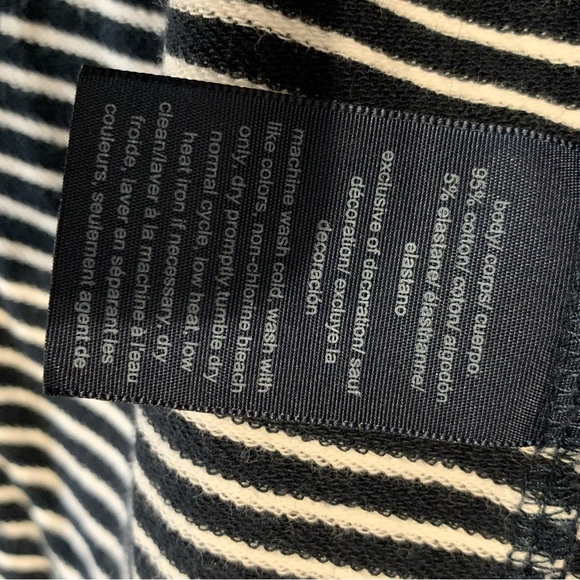 body/ corps/ cuerpo:
95% cotton/ coton/ algodón
5% elastane/ élasthanne/
elastano
exclusive of decoration/ sauf
décoration/ excluye la
decoración
machine wash cold. wash with
like colors. non-chlorine bleach
only. dry promptly. tumble dry
normal cycle, low heat. low
heat iron if necessary. dry
clean/laver à la machine à l'eau
froide. laver en séparent les
couleurs. seulement agent de